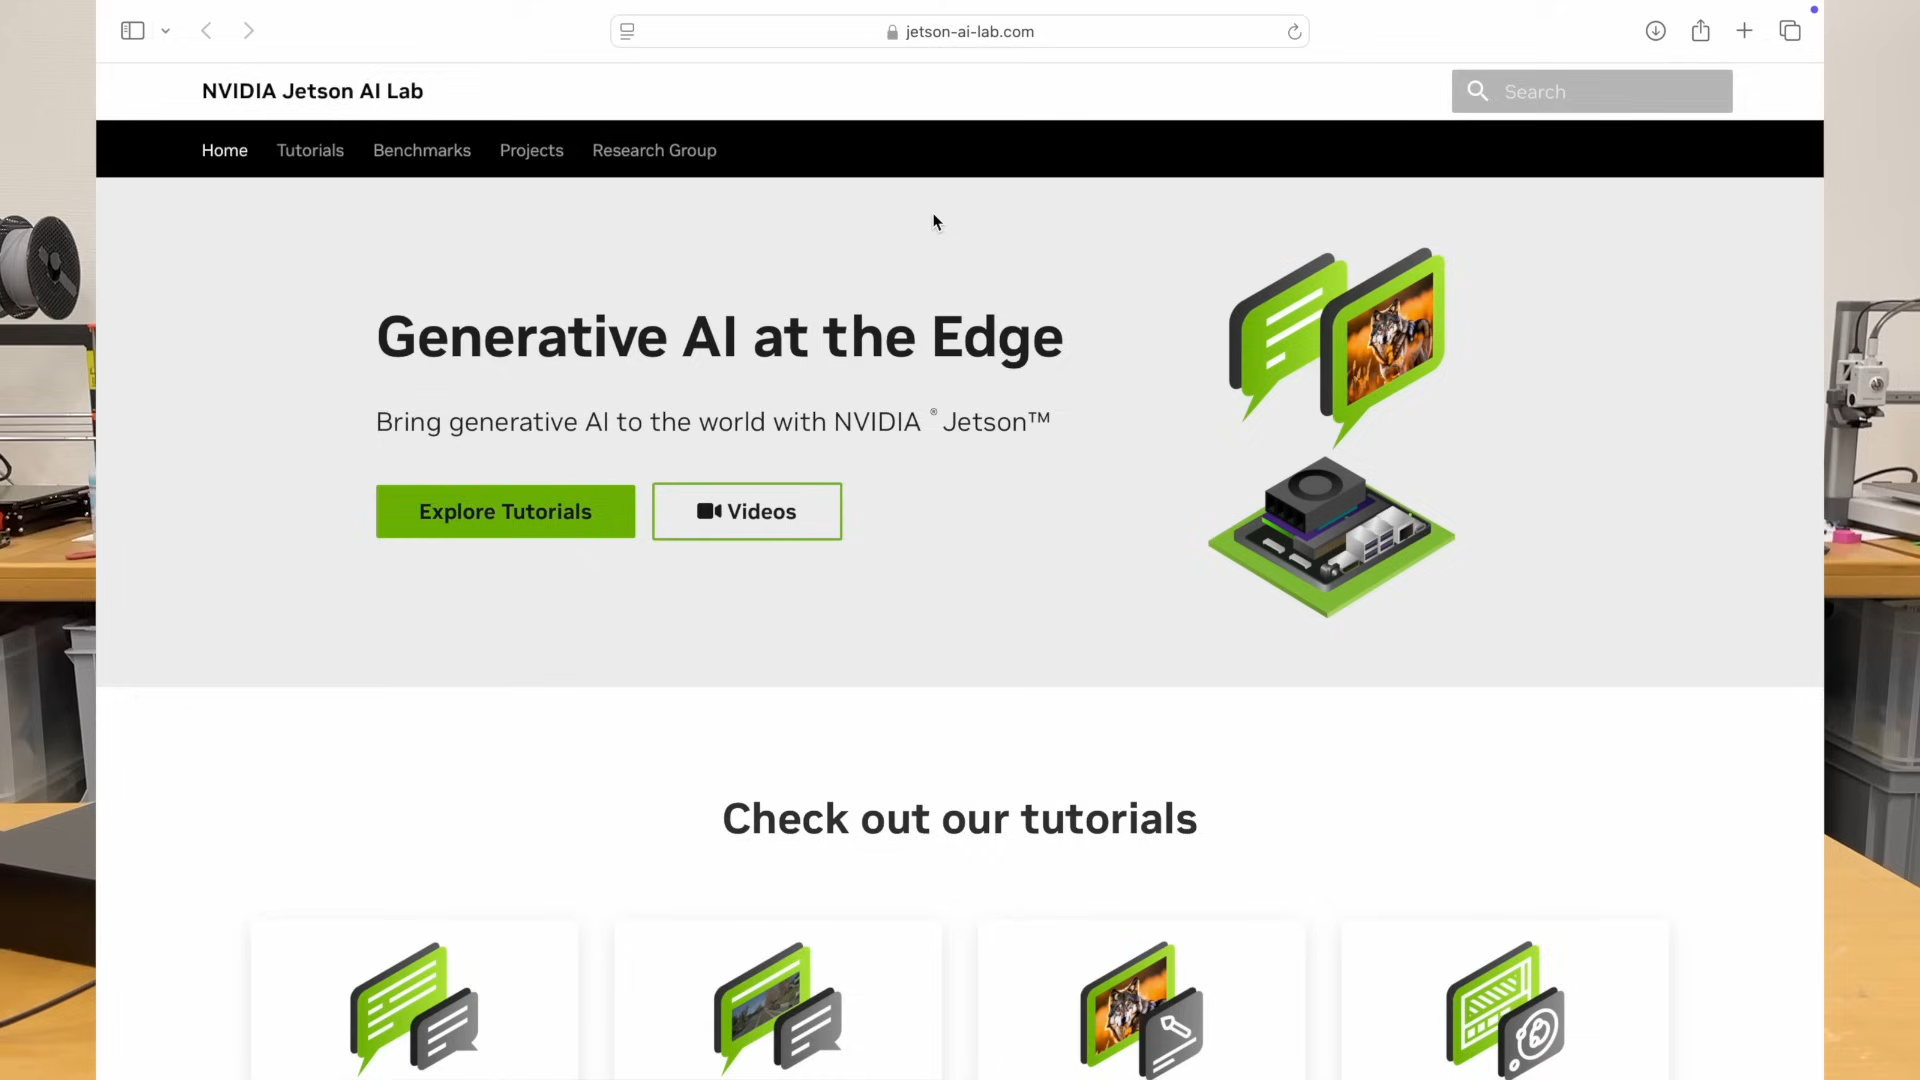 jetson-ai-lab.com
NVIDIA Jetson AI Lab
Search
Home Tutorials Benchmarks Projects Research Group
Generative AI at the Edge
Bring generative AI to the world with NVIDIA® Jetson™
Explore Tutorials Videos
Check out our tutorials